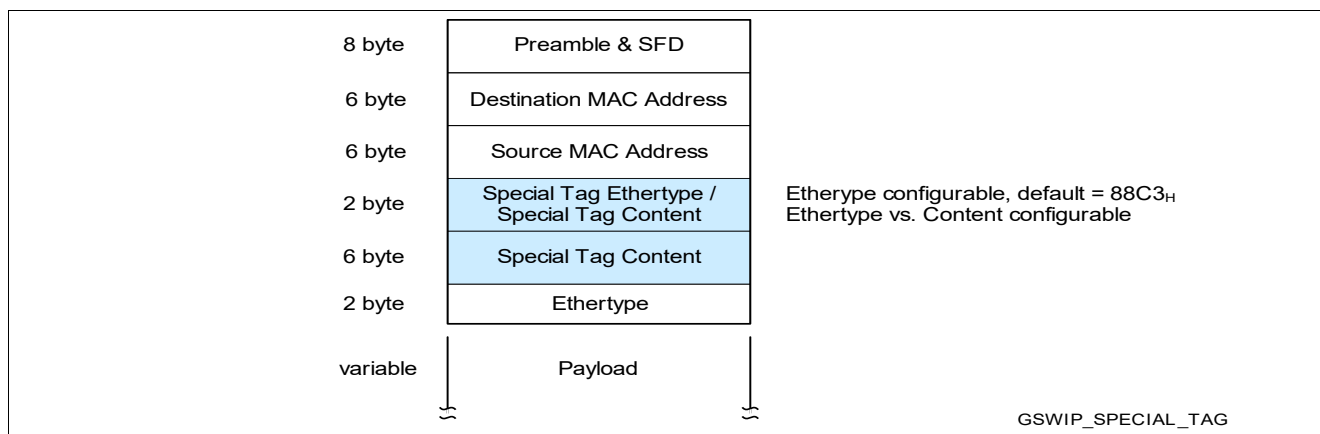 8 byte Preamble & SFD
6 byte Destination MAC Address
6 byte Source MAC Address
2 byte Special Tag Ethertype / Etherype configurable, default = 88C3H
Special Tag Content Ethertype vs. Content configurable
6 byte Special Tag Content
2 byte Ethertype
variable Payload
GSWIP_SPECIAL_TAG